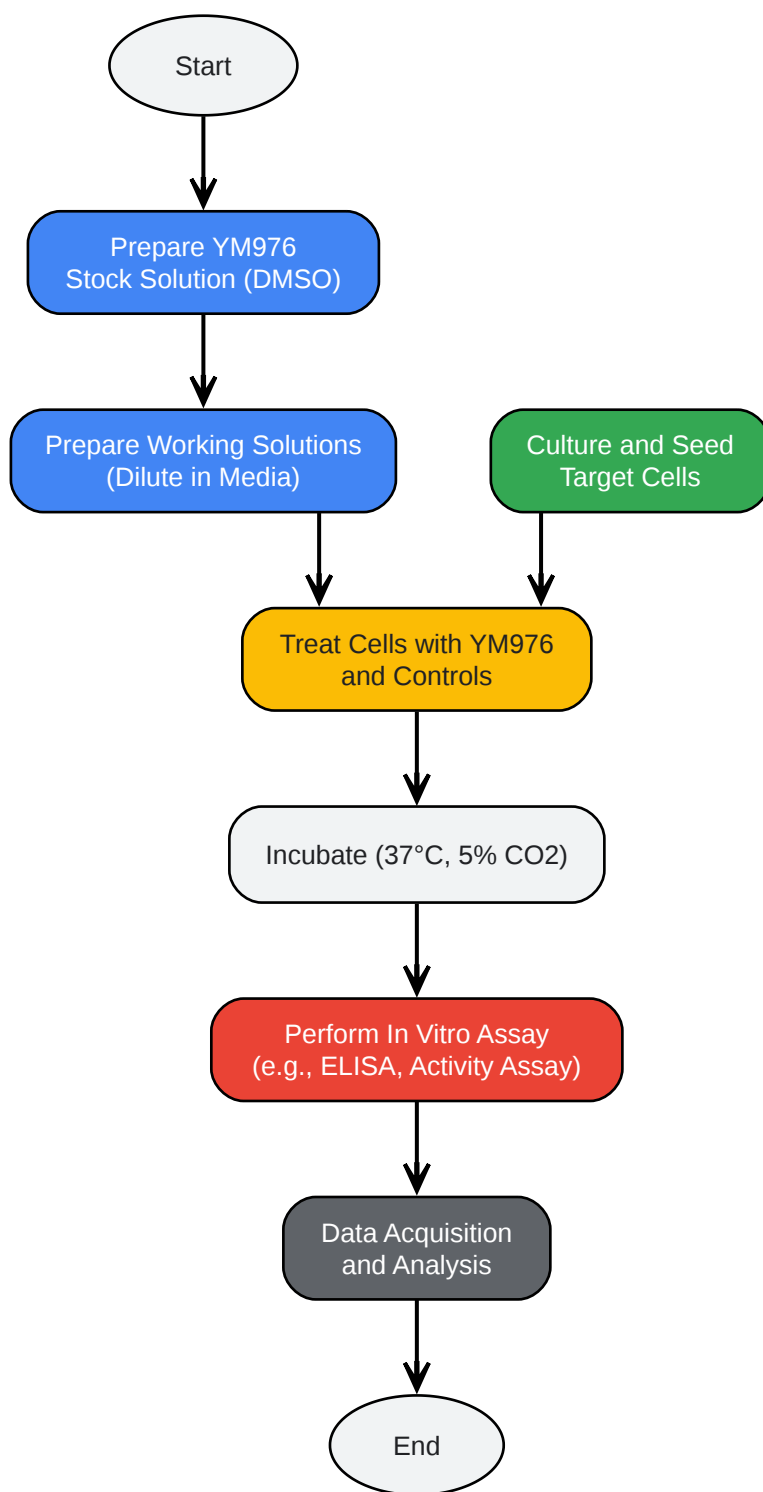 Start
Prepare YM976
Stock Solution (DMSO)
Prepare Working Solutions
(Dilute in Media)
Culture and Seed
Target Cells
Treat Cells with YM976
and Controls
Incubate (37°C, 5% CO2)
Perform In Vitro Assay
(e.g., ELISA, Activity Assay)
Data Acquisition
and Analysis
End